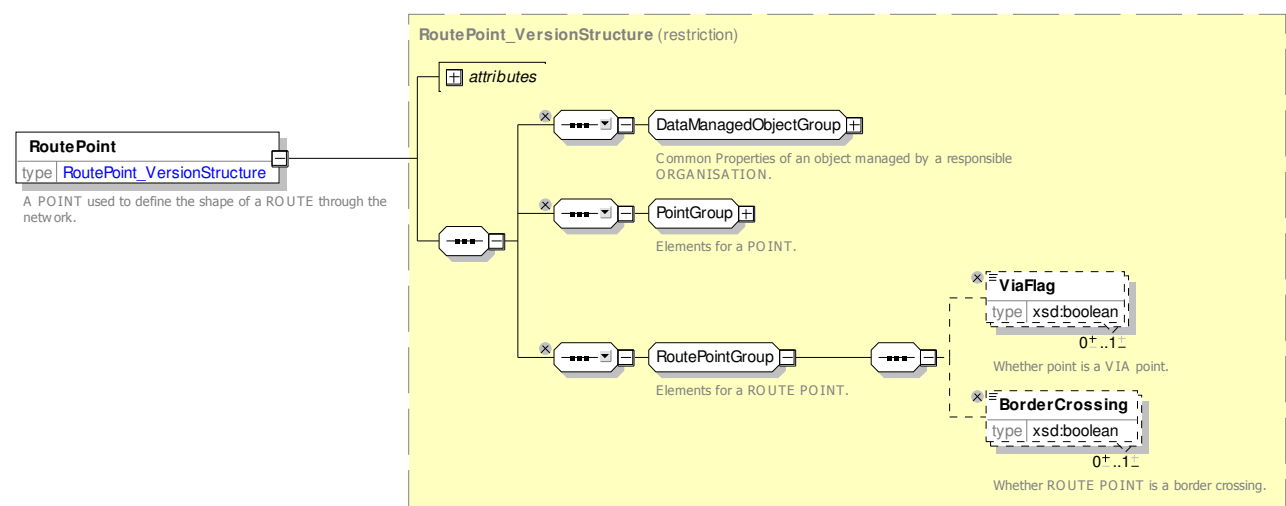 RoutePoint_VersionStructure (restriction)
attributes
DataManagedObjectGroup
Common Properties of an object managed by a responsible
ORGANISATION.
RoutePoint
type RoutePoint_VersionStructure
A POINT used to define the shape of a ROUTE through the
network.
PointGroup
Elements for a POINT.
ViaFlag
type xsd:boolean
0..1
Whether point is a VIA point.
RoutePointGroup
Elements for a ROUTE POINT.
BorderCrossing
type xsd:boolean
0..1
Whether ROUTE POINT is a border crossing.